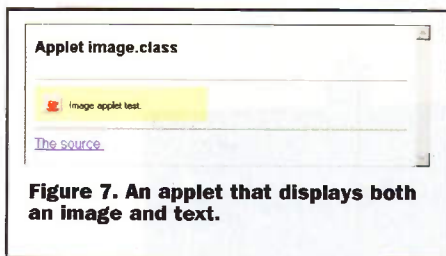 Applet image.class
Image applet test.
The source
Figure 7. An applet that displays both
an image and text.